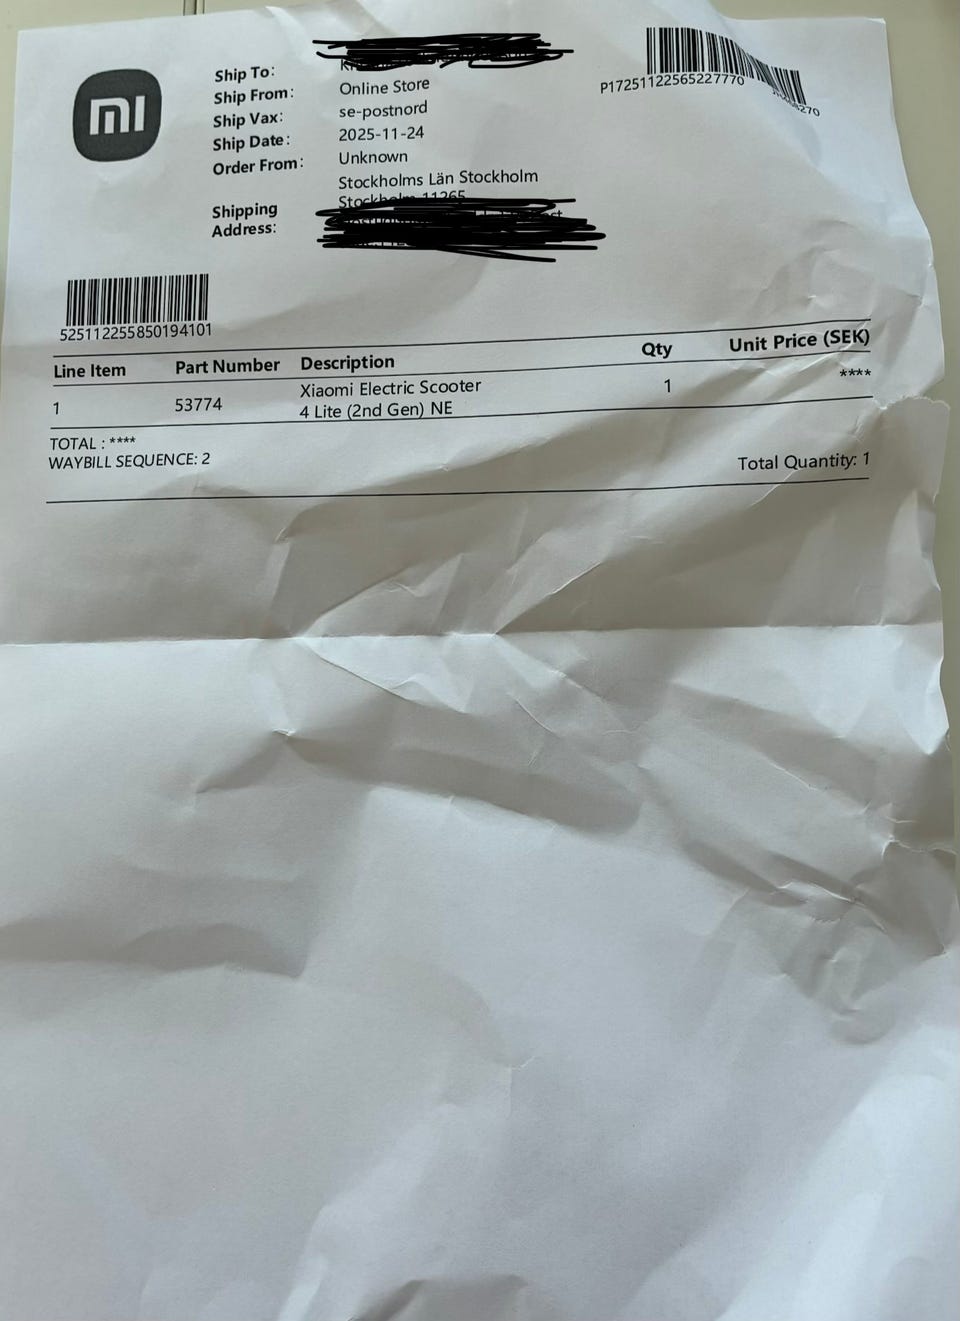 mi
Ship To:
Ship From: Online Store
Ship Vax: se-postnord
Ship Date: 2025-11-24
Order From: Unknown
Shipping Address: Stockholms Län Stockholm
Stockholm 11265
P17251122565227770
525112255850194101
Line Item Part Number Description Qty Unit Price (SEK)
1 53774 Xiaomi Electric Scooter 1 ****
4 Lite (2nd Gen) NE
TOTAL : ****
WAYBILL SEQUENCE: 2
Total Quantity: 1